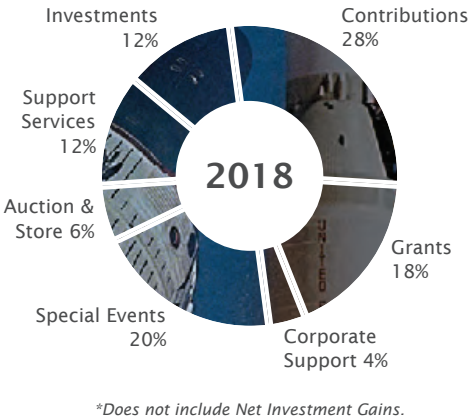 Investments
12%
Contributions
28%
Support
Services
12%
2018
Auction &
Store 6%
Grants
18%
Special Events
20%
Corporate
Support 4%
UNITED
*Does not include Net Investment Gains.